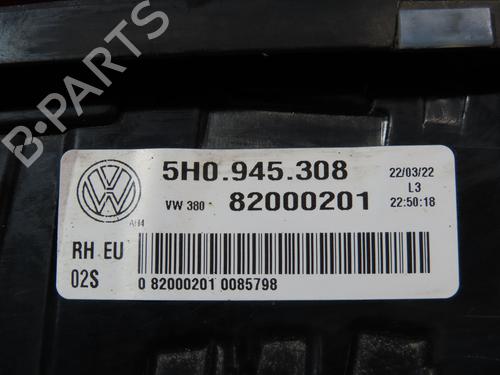 B-PARTS
5H0.945.308
22/03/22
L3
VW 380
82000201
22:50:18
AH4
RH EU
02S
0 82000201 0085798